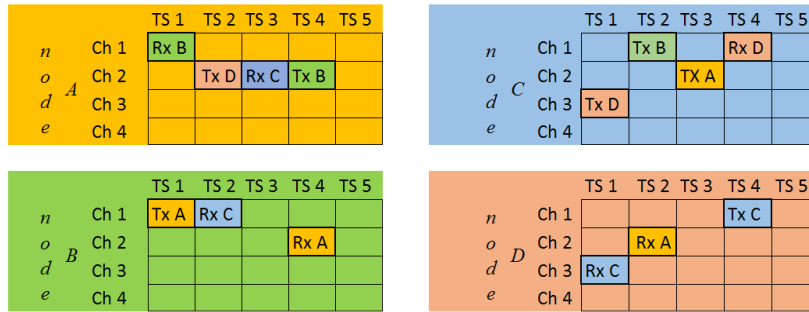 TS 1 TS 2 TS 3 TS 4 TS 5
node A
Ch 1 Rx B
Ch 2 Tx D Rx C Tx B
Ch 3
Ch 4
TS 1 TS 2 TS 3 TS 4 TS 5
node C
Ch 1 Tx B Rx D
Ch 2 TX A
Ch 3 Tx D
Ch 4
TS 1 TS 2 TS 3 TS 4 TS 5
node B
Ch 1 Tx A Rx C
Ch 2 Rx A
Ch 3
Ch 4
TS 1 TS 2 TS 3 TS 4 TS 5
node D
Ch 1 Tx C
Ch 2 Rx A
Ch 3 Rx C
Ch 4